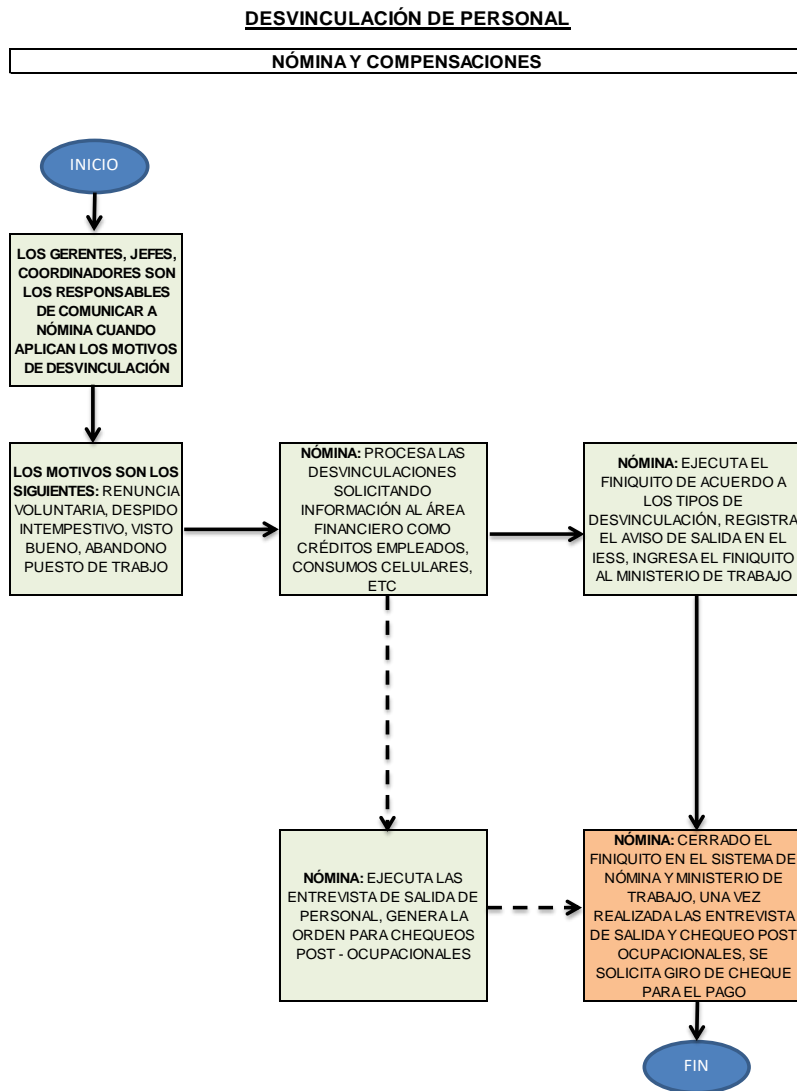 DESVINCULACIÓN DE PERSONAL
NÓMINA Y COMPENSACIONES
INICIO
LOS GERENTES, JEFES,
COORDINADORES SON
LOS RESPONSABLES
DE COMUNICAR A
NÓMINA CUANDO
APLICAN LOS MOTIVOS
DE DESVINCULACIÓN
LOS MOTIVOS SON LOS
SIGUIENTES: RENUNCIA
VOLUNTARIA, DESPIDO
INTEMPESTIVO, VISTO
BUENO, ABANDONO
PUESTO DE TRABJO
NÓMINA: PROCESA LAS
DESVINCULACIONES
SOLICITANDO
INFORMACIÓN AL ÁREA
FINANCIERO COMO
CRÉDITOS EMPLEADOS,
CONSUMOS CELULARES,
ETC
NÓMINA: EJECUTA EL
FINIQUITO DE ACUERDO A
LOS TIPOS DE
DESVINCULACIÓN, REGISTRA
EL AVISO DE SALIDA EN EL
IESS, INGRESA EL FINIQUITO
AL MINISTERIO DE TRABAJO
NÓMINA: EJECUTA LAS
ENTREVISTA DE SALIDA DE
PERSONAL, GENERA LA
ORDEN PARA CHEQUEOS
POST - OCUPACIONALES
NÓMINA: CERRADO EL
FINIQUITO EN EL SISTEMA DE
NÓMINA Y MINISTERIO DE
TRABAJO, UNA VEZ
REALIZADA LAS ENTREVISTA
DE SALIDA Y CHEQUEO POST
OCUPACIONALES, SE
SOLICITA GIRO DE CHEQUE
PARA EL PAGO
FIN